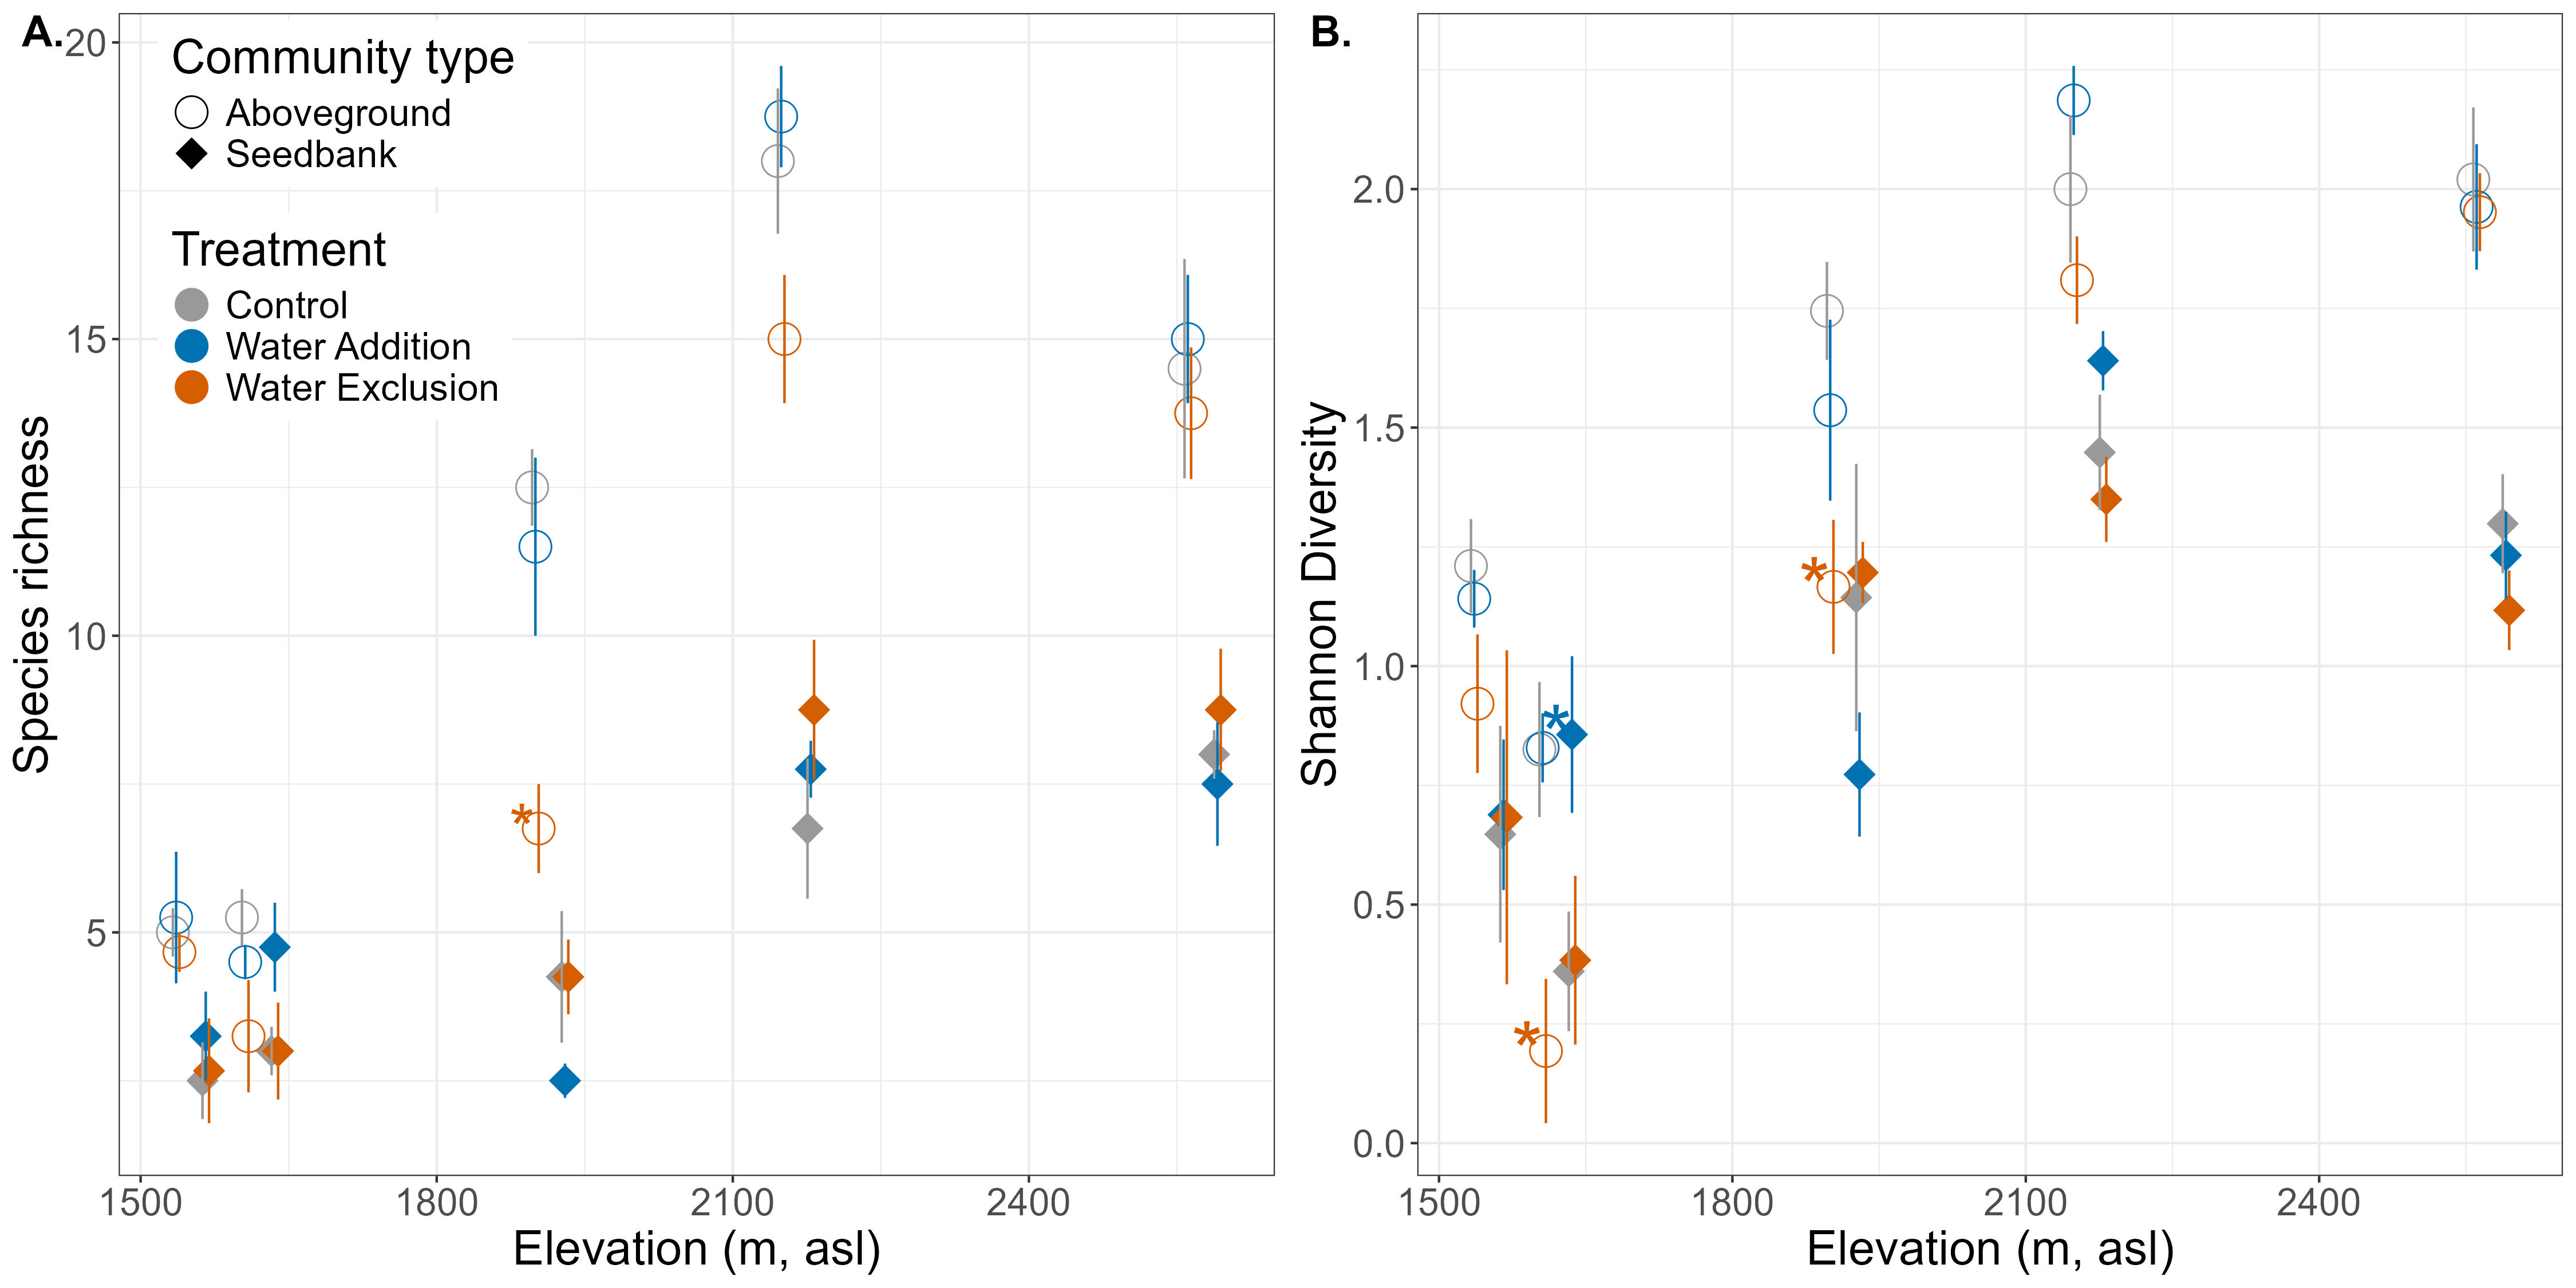 A.
20
15
10
5
Species richness
Community type
Aboveground
Seedbank
Treatment
Control
Water Addition
Water Exclusion
*
1500 1800 2100 2400
Elevation (m, asl)
B.
2.0
1.5
1.0
0.5
0.0
Shannon Diversity
*
*
*
1500 1800 2100 2400
Elevation (m, asl)